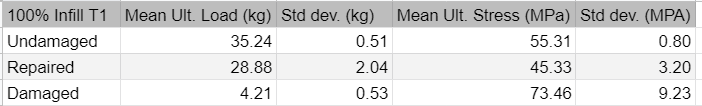 100% Infill T1 Mean Ult. Load (kg) Std dev. (kg) Mean Ult. Stress (MPa) Std dev. (MPA)
Undamaged 35.24 0.51 55.31 0.80
Repaired 28.88 2.04 45.33 3.20
Damaged 4.21 0.53 73.46 9.23